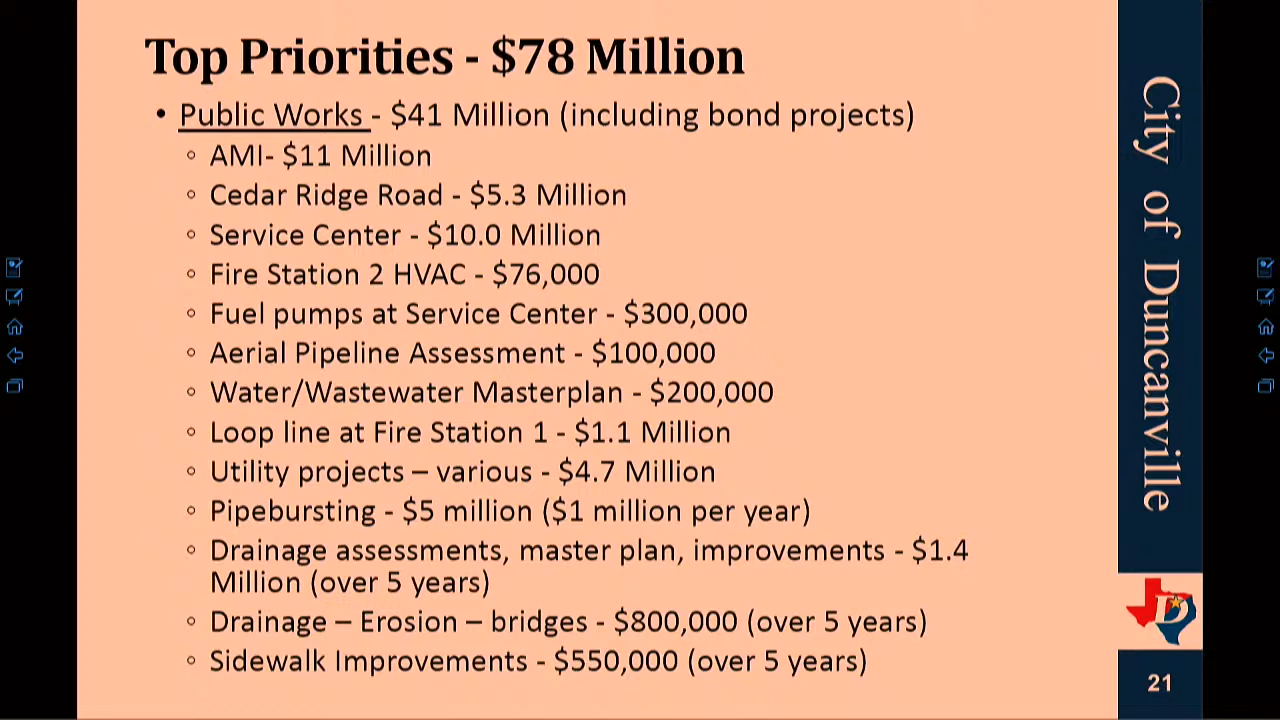 Top Priorities - $78 Million
• Public Works - $41 Million (including bond projects)
◦ AMI- $11 Million
◦ Cedar Ridge Road - $5.3 Million
◦ Service Center - $10.0 Million
◦ Fire Station 2 HVAC - $76,000
◦ Fuel pumps at Service Center - $300,000
◦ Aerial Pipeline Assessment - $100,000
◦ Water/Wastewater Masterplan - $200,000
◦ Loop line at Fire Station 1 - $1.1 Million
◦ Utility projects – various - $4.7 Million
◦ Pipebursting - $5 million ($1 million per year)
◦ Drainage assessments, master plan, improvements - $1.4
Million (over 5 years)
◦ Drainage – Erosion – bridges - $800,000 (over 5 years)
◦ Sidewalk Improvements - $550,000 (over 5 years)
City of Duncanville
D
21